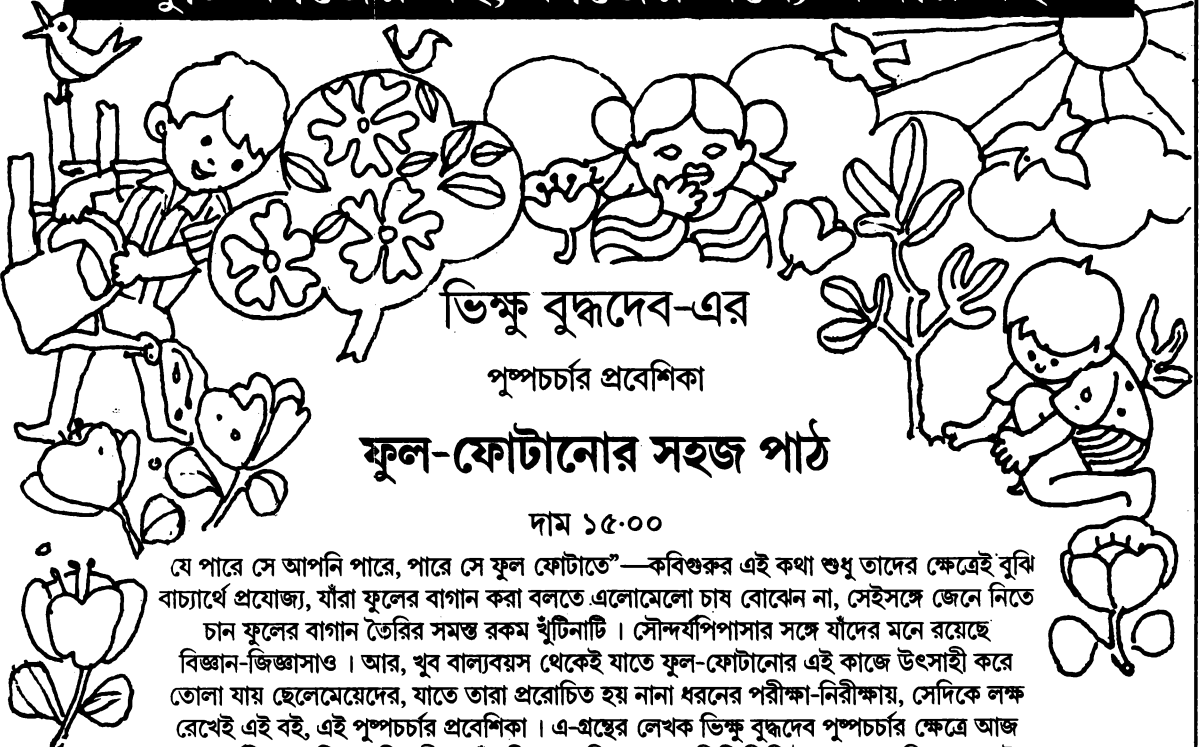 ভিক্ষু বুদ্ধদেব-এর
পুষ্পচর্চার প্রবেশিকা
ফুল-ফোটানোর সহজ পাঠ
দাম ১৫·০০
যে পারে সে আপনি পারে, পারে সে ফুল ফোটাতে”—কবিগুরুর এই কথা শুধু তাদের ক্ষেত্রেই বুঝি
বাচ্যার্থে প্রযোজ্য, যাঁরা ফুলের বাগান করা বলতে এলোমেলো চাষ বোঝেন না, সেইসঙ্গে জেনে নিতে
চান ফুলের বাগান তৈরির সমস্ত রকম খুঁটিনাটি । সৌন্দর্যপিপাসার সঙ্গে যাঁদের মনে রয়েছে
বিজ্ঞান-জিজ্ঞাসাও । আর, খুব বাল্যবয়স থেকেই যাতে ফুল-ফোটানোর এই কাজে উৎসাহী করে
তোলা যায় ছেলেমেয়েদের, যাতে তারা প্ররোচিত হয় নানা ধরনের পরীক্ষা-নিরীক্ষায়, সেদিকে লক্ষ
রেখেই এই বই, এই পুষ্পচর্চার প্রবেশিকা । এ-গ্রন্থের লেখক ভিক্ষু বুদ্ধদেব পুষ্পচর্চার ক্ষেত্রে আজ